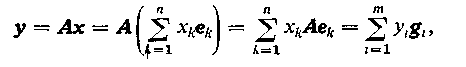 y = Ax = A(∑_{k=1}^{n} x_k e_k) = ∑_{k=1}^{n} x_k Ae_k = ∑_{i=1}^{m} y_i g_i,